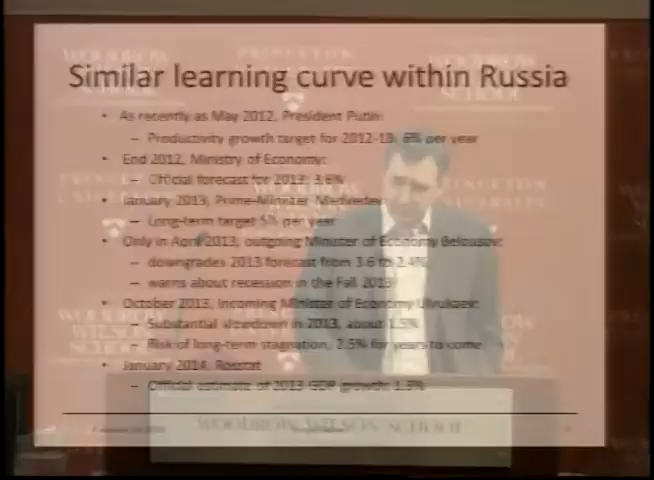 Similar learning curve within Russia
• As recently as May 2012, President Putin:
– Productivity growth target for 2012-18: 6% per year
• End 2012, Ministry of Economy:
– Official forecast for 2013: 3.6%
• January 2013, Prime-Minister Medvedev
– Long-term target 5% per year
• Only in April 2013, outgoing Minister of Economy Belousov:
– downgrades 2013 forecast from 3.6 to 2.4%
– warns about recession in the Fall 2013
• October 2013, incoming Minister of Economy Ulyukaev:
– Substantial slowdown in 2013, about 1.5%
– Risk of long-term stagnation, 2.5% for years to come
• January 2014, Rosstat
– Official estimate of 2013 GDP growth: 1.3%
WOODROW WILSON SCHOOL
WOODROW
WILSON
SCHOOL
PRINCETON
UNIVERSITY